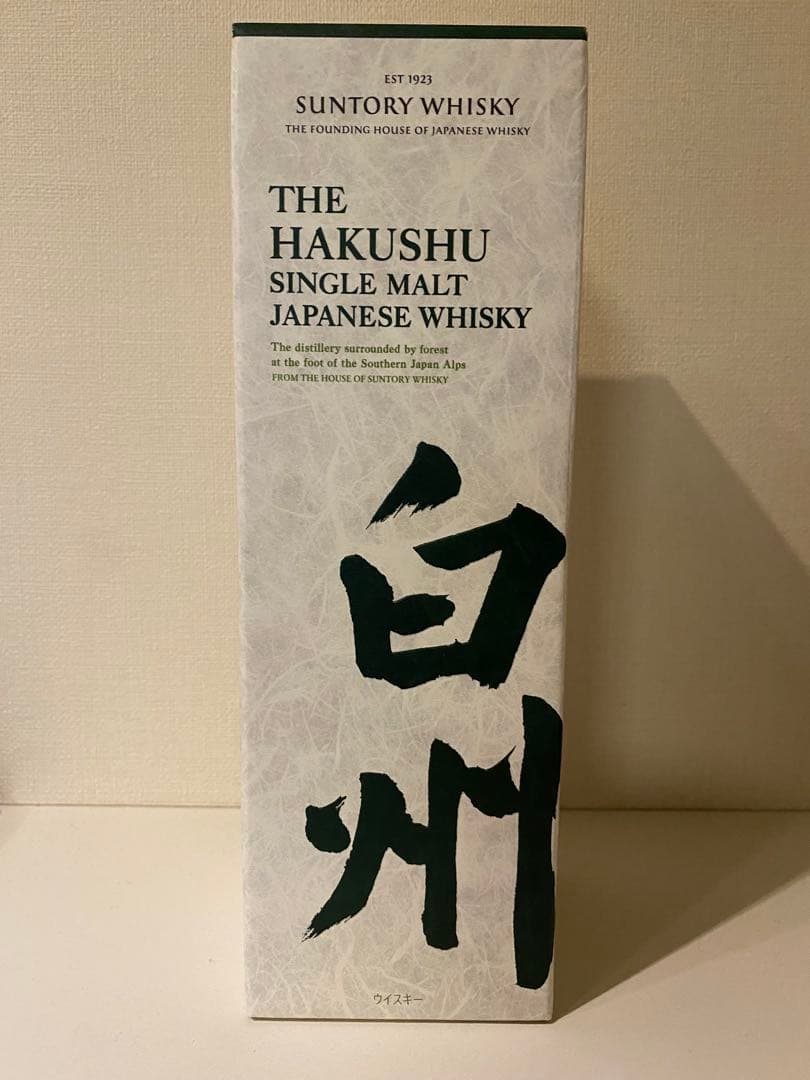 EST 1923
SUNTORY WHISKY
THE FOUNDING HOUSE OF JAPANESE WHISKY
THE
HAKUSHU
SINGLE MALT
JAPANESE WHISKY
The distillery surrounded by forest
at the foot of the Southern Japan Alps
FROM THE HOUSE OF SUNTORY WHISKY
白
州
ウイスキー